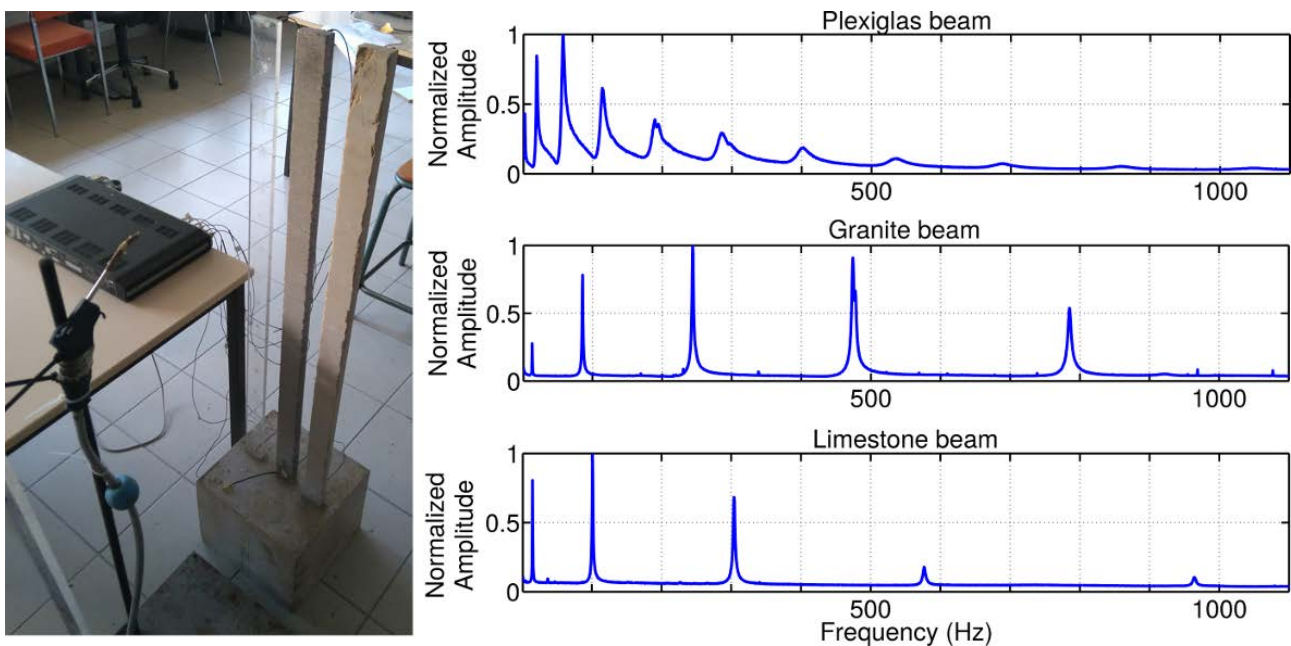 Plexiglas beam
Normalized
Amplitude
1
0.5
0
500
1000
Granite beam
Normalized
Amplitude
1
0.5
0
500
1000
Limestone beam
Normalized
Amplitude
1
0.5
0
500
1000
Frequency (Hz)